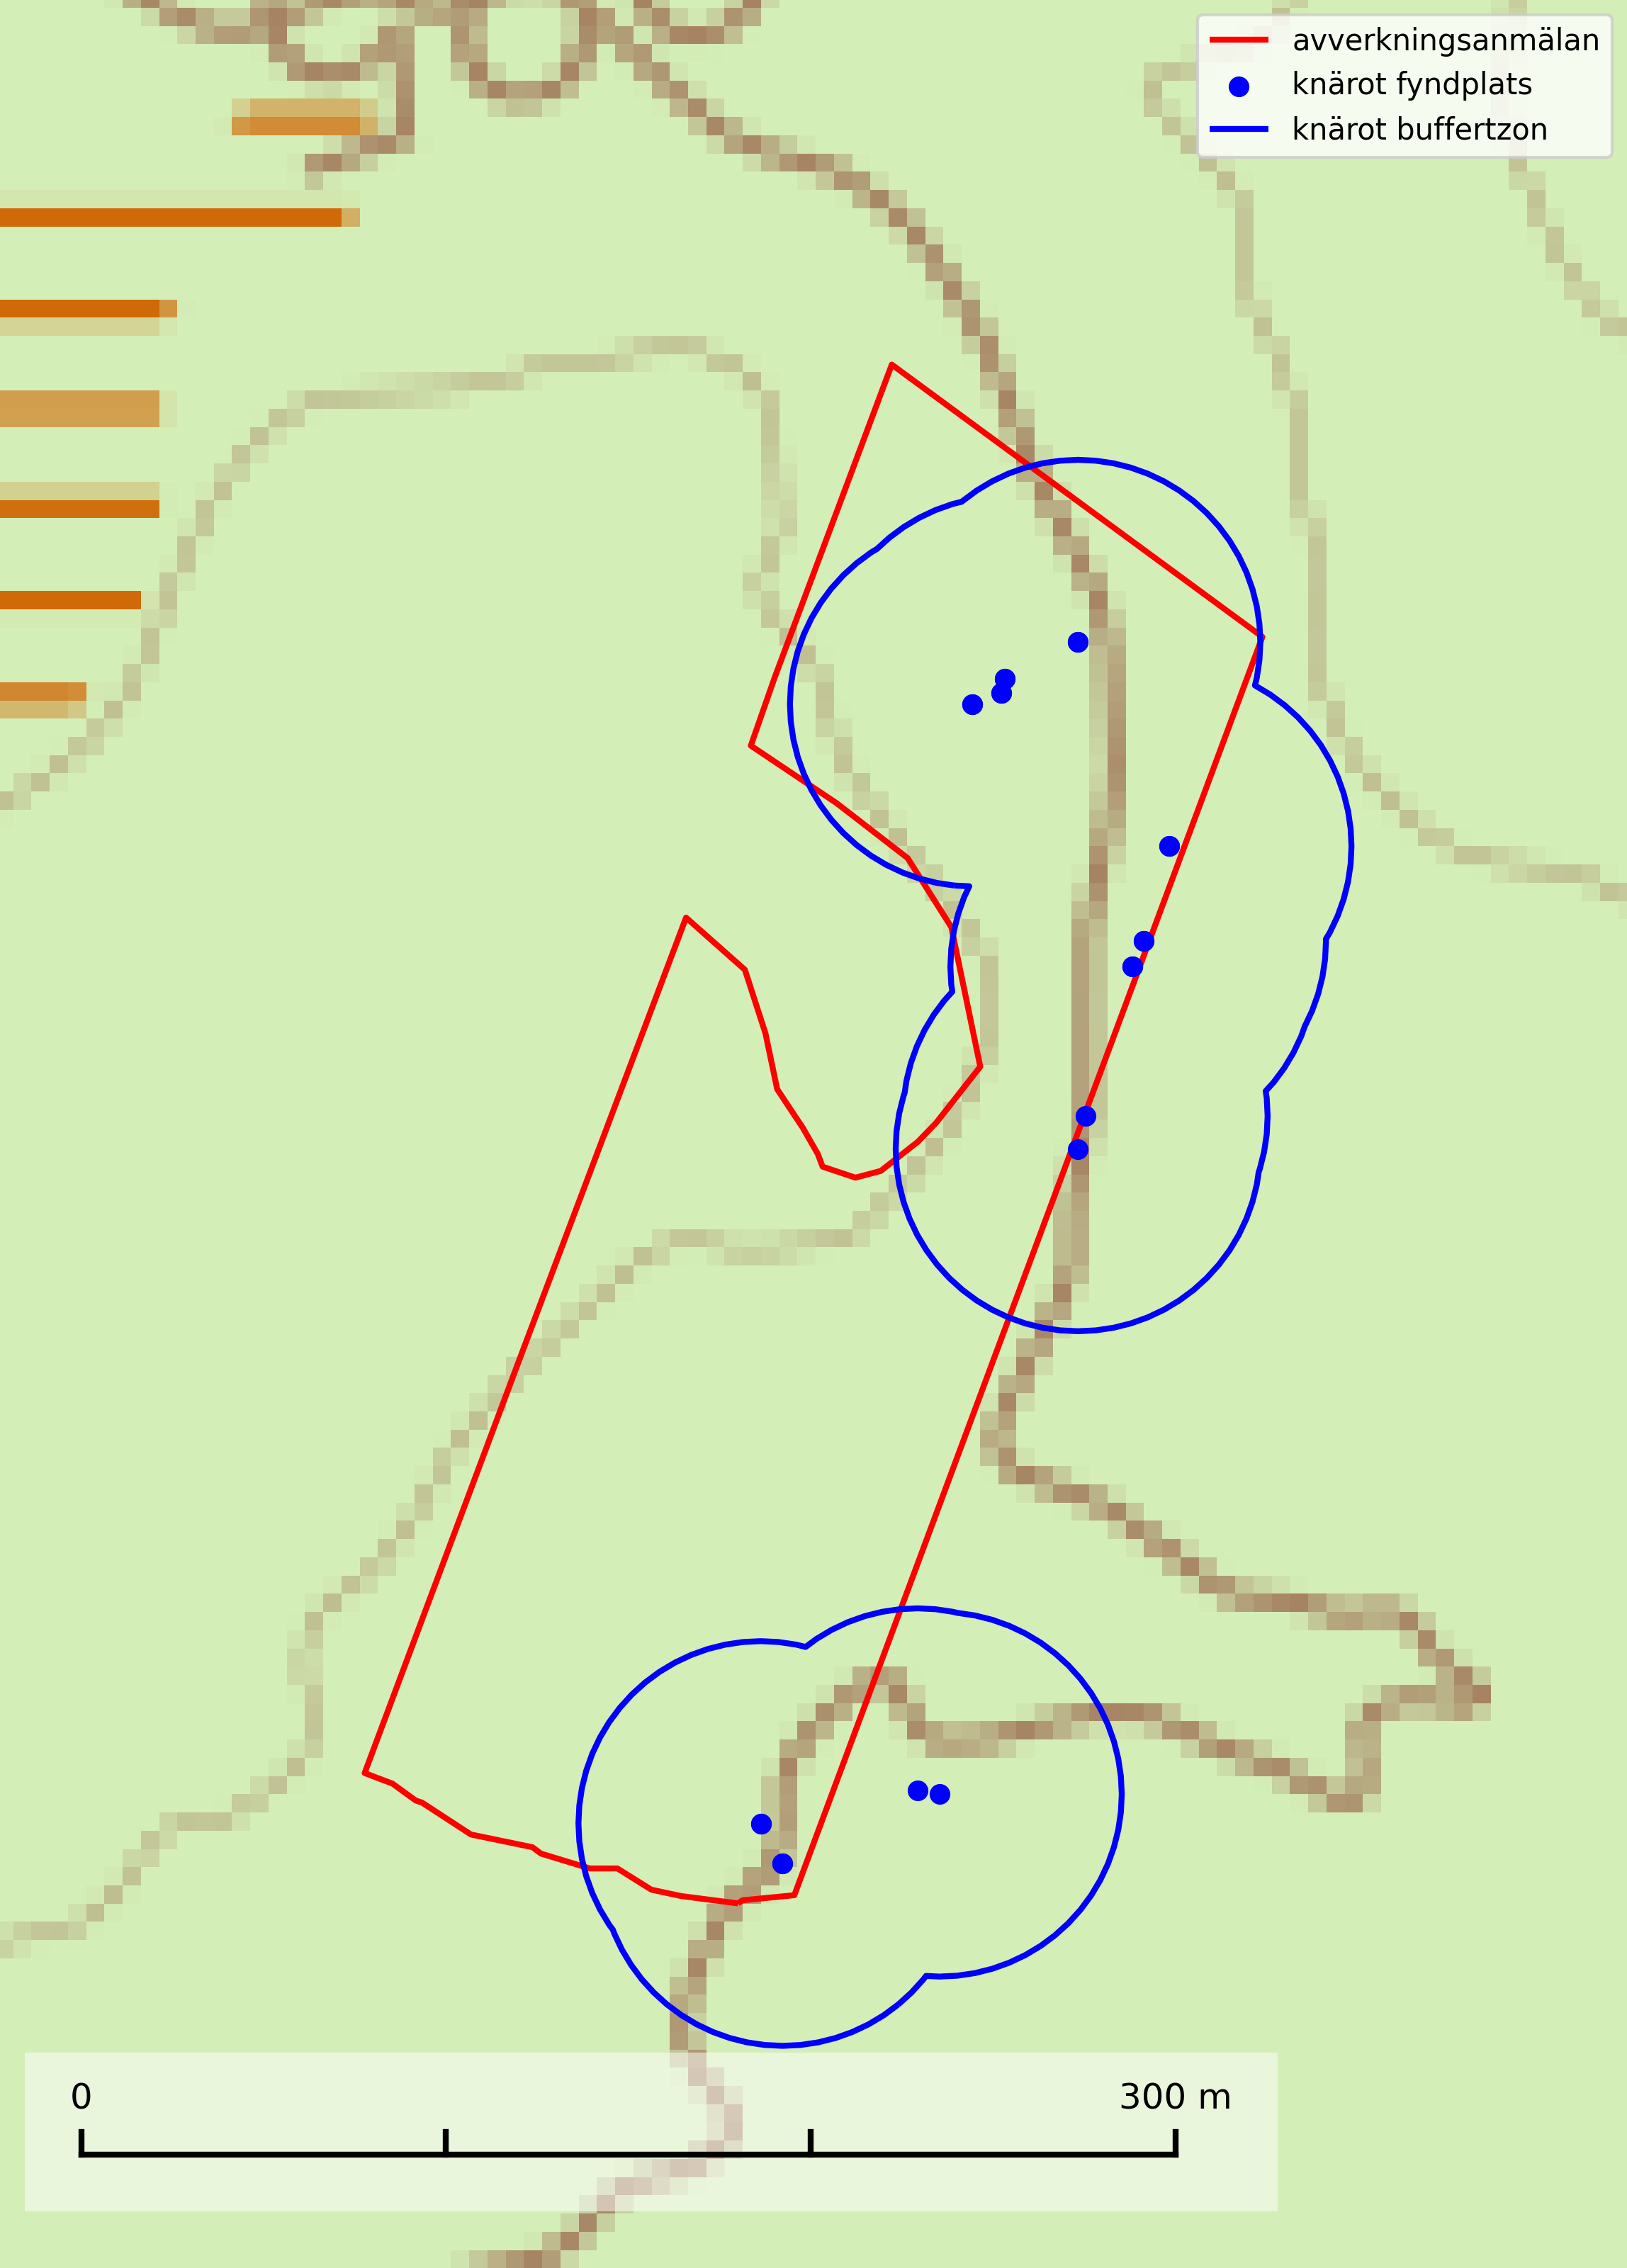 avverkningsanmälan
knärot fyndplats
knärot buffertzon
0
300 m